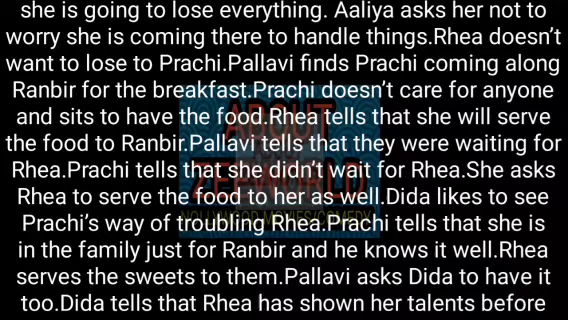 she is going to lose everything. Aaliya asks her not to
worry she is coming there to handle things.Rhea doesn’t
want to lose to Prachi.Pallavi finds Prachi coming along
Ranbir for the breakfast.Prachi doesn’t care for anyone
and sits to have the food.Rhea tells that she will serve
the food to Ranbir.Pallavi tells that they were waiting for
Rhea.Prachi tells that she didn’t wait for Rhea.She asks
Rhea to serve the food to her as well.Dida likes to see
Prachi’s way of troubling Rhea.Prachi tells that she is
in the family just for Ranbir and he knows it well.Rhea
serves the sweets to them.Pallavi asks Dida to have it
too.Dida tells that Rhea has shown her talents before
ABOUT
ZEEWORLD